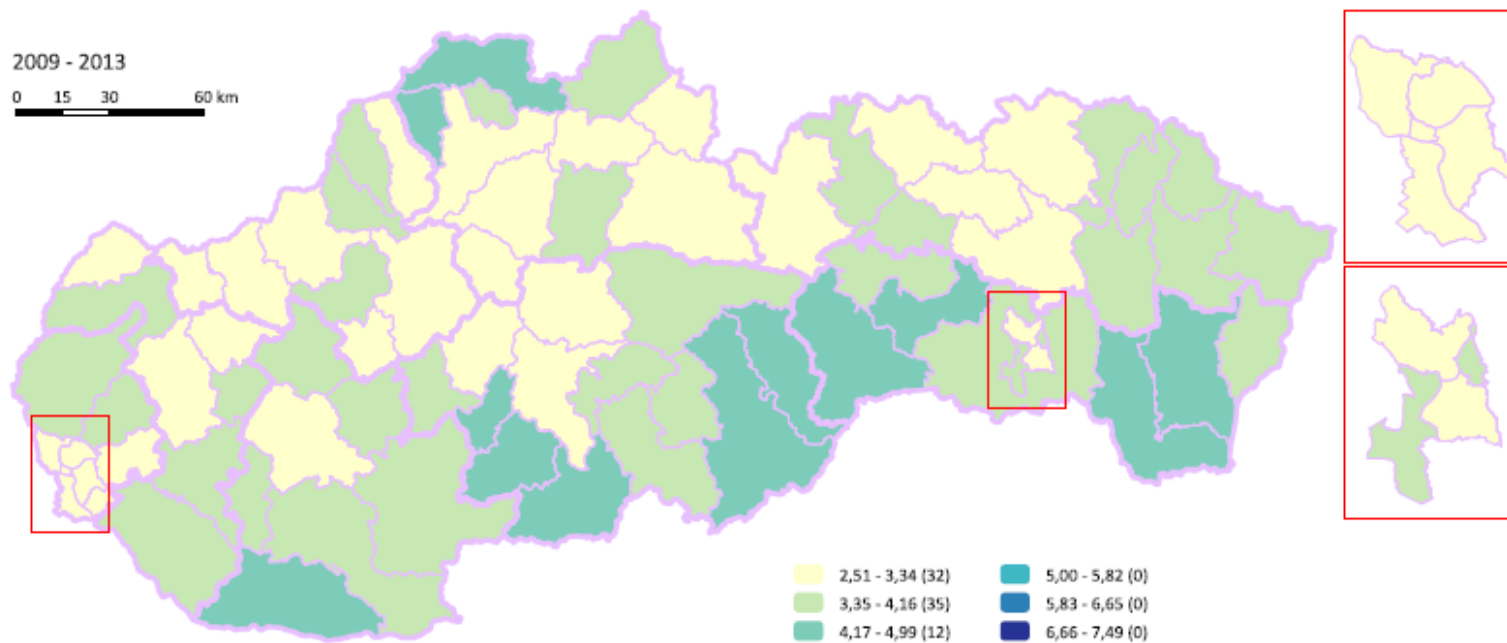 2009 - 2013
0 15 30 60 km
2,51 - 3,34 (32)
3,35 - 4,16 (35)
4,17 - 4,99 (12)
5,00 - 5,82 (0)
5,83 - 6,65 (0)
6,66 - 7,49 (0)